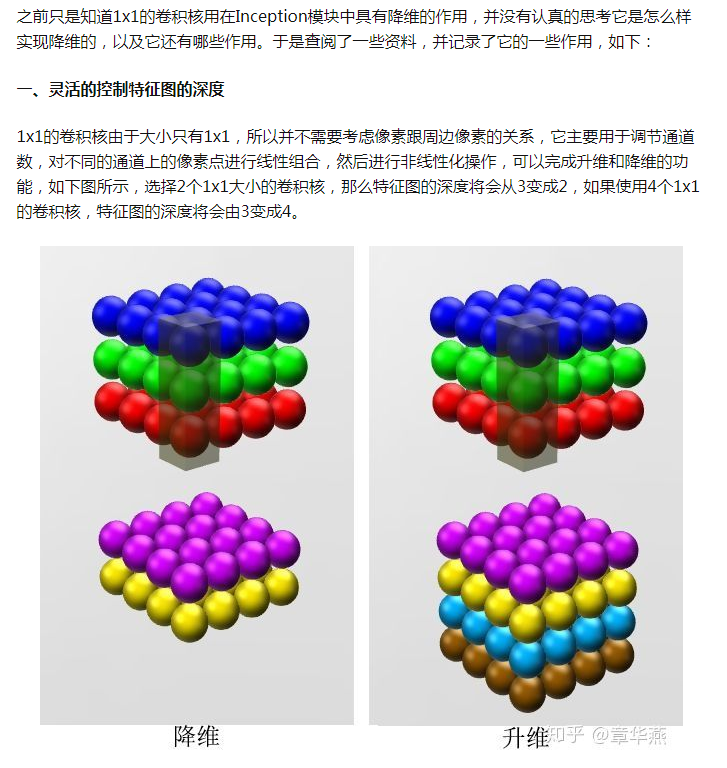 之前只是知道1x1的卷积核用在Inception模块中具有降维的作用，并没有认真的思考它是怎么样
实现降维的，以及它还有哪些作用。于是查阅了一些资料，并记录了它的一些作用，如下：
一、灵活的控制特征图的深度
1x1的卷积核由于大小只有1x1，所以并不需要考虑像素跟周边像素的关系，它主要用于调节通道
数，对不同的通道上的像素点进行线性组合，然后进行非线性化操作，可以完成升维和降维的功
能，如下图所示，选择2个1x1大小的卷积核，那么特征图的深度将会从3变成2，如果使用4个1x1
的卷积核，特征图的深度将会由3变成4。
降维
升维
知乎 @章华燕